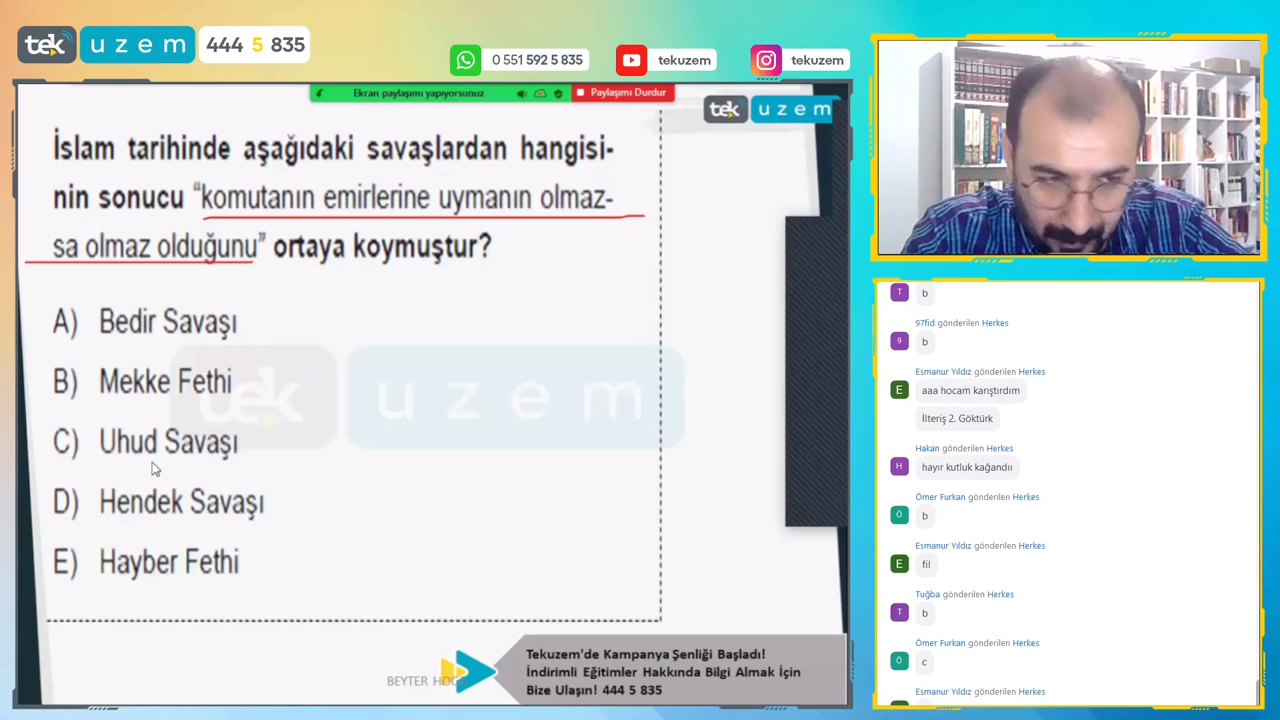 tek uzem 444 5 835
0 551 592 5 835 tekuzem tekuzem
Ekran paylaşımı yapıyorsunuz Paylaşımı Durdur
tek uzem
İslam tarihinde aşağıdaki savaşlardan hangisi-
nin sonucu “komutanın emirlerine uymanın olmaz-
sa olmaz olduğunu” ortaya koymuştur?
A) Bedir Savaşı
B) Mekke Fethi
C) Uhud Savaşı
D) Hendek Savaşı
E) Hayber Fethi
tek uzem
BEYTER
Tekuzem'de Kampanya Şenliği Başladı!
İndirimli Eğitimler Hakkında Bilgi Almak İçin
Bize Ulaşın! 444 5 835
T b
97fid gönderilen Herkes
9 b
Esmanur Yıldız gönderilen Herkes
E aaa hocam karıştırdım
İlteriş 2. Göktürk
Hakan gönderilen Herkes
H hayır kutluk kağandıı
Ömer Furkan gönderilen Herkes
Ö b
Esmanur Yıldız gönderilen Herkes
E fil
Tuğba gönderilen Herkes
T b
Ömer Furkan gönderilen Herkes
Ö c
Esmanur Yıldız gönderilen Herkes